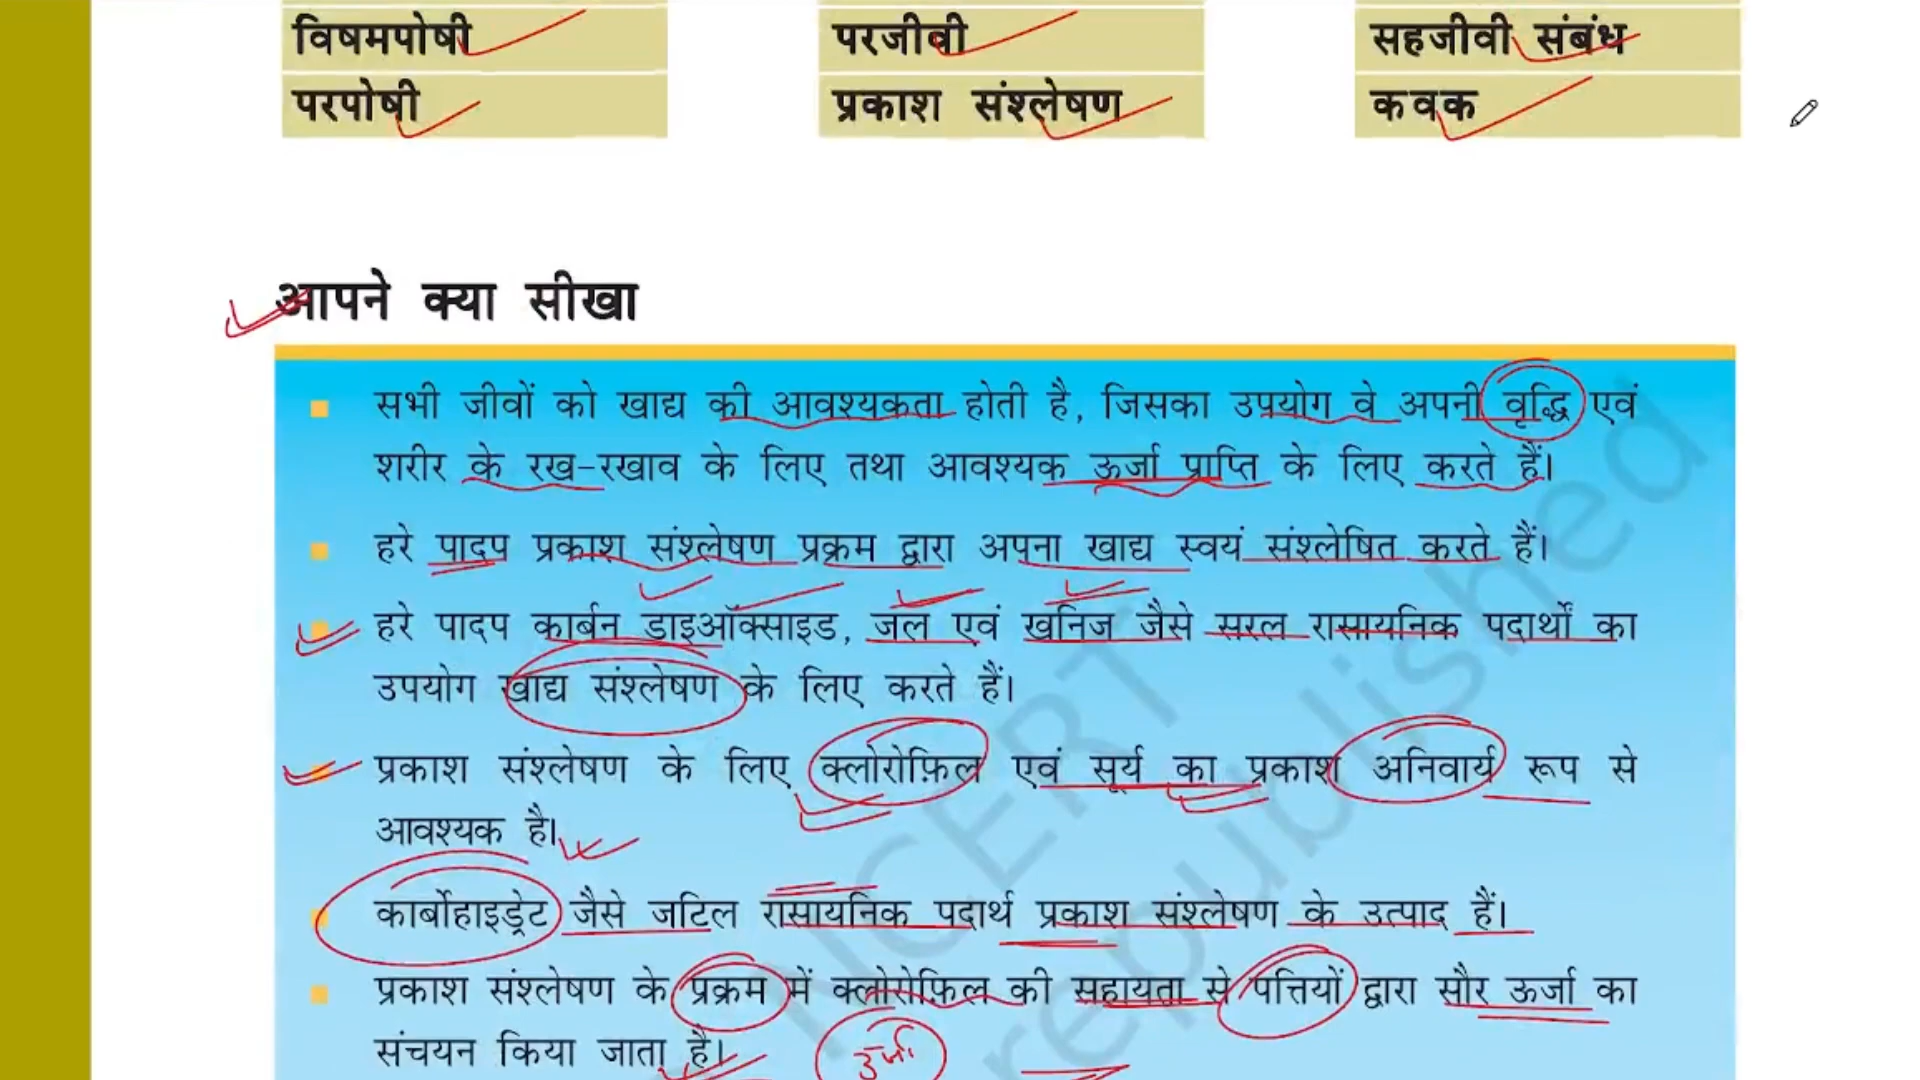 विषमपोषी परजीवी सहजीवी संबंध
परपोषी प्रकाश संश्लेषण कवक
आपने क्या सीखा
सभी जीवों को खाद्य की आवश्यकता होती है, जिसका उपयोग वे अपनी वृद्धि एवं
शरीर के रख-रखाव के लिए तथा आवश्यक ऊर्जा प्राप्ति के लिए करते हैं।
हरे पादप प्रकाश संश्लेषण प्रक्रम द्वारा अपना खाद्य स्वयं संश्लेषित करते हैं।
हरे पादप कार्बन डाइऑक्साइड, जल एवं खनिज जैसे सरल रासायनिक पदार्थों का
उपयोग खाद्य संश्लेषण के लिए करते हैं।
प्रकाश संश्लेषण के लिए क्लोरोफ़िल एवं सूर्य का प्रकाश अनिवार्य रूप से
आवश्यक है।
कार्बोहाइड्रेट जैसे जटिल रासायनिक पदार्थ प्रकाश संश्लेषण के उत्पाद हैं।
प्रकाश संश्लेषण के प्रक्रम में क्लोरोफ़िल की सहायता से पत्तियों द्वारा सौर ऊर्जा का
संचयन किया जाता है।
NCERT
republished